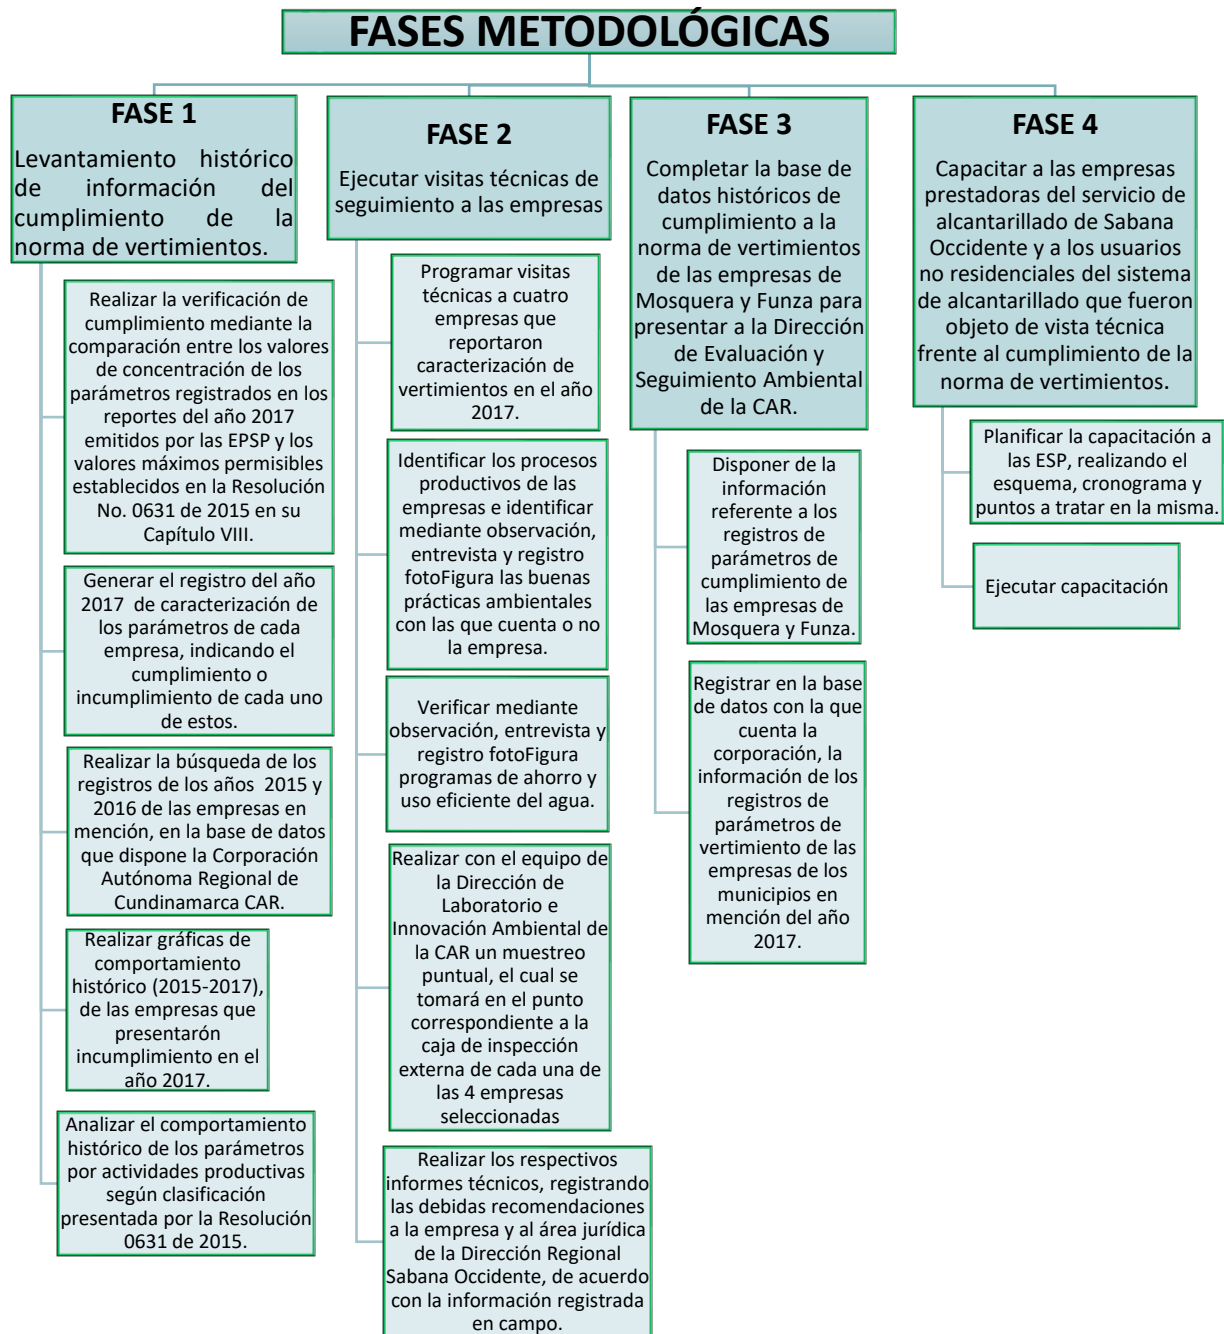 FASES METODOLÓGICAS
FASE 1
Levantamiento histórico
de información del
cumplimiento de la
norma de vertimientos.
Realizar la verificación de
cumplimiento mediante la
comparación entre los valores
de concentración de los
parámetros registrados en los
reportes del año 2017
emitidos por las EPSP y los
valores máximos permisibles
establecidos en la Resolución
No. 0631 de 2015 en su
Capítulo VIII.
Generar el registro del año
2017 de caracterización de
los parámetros de cada
empresa, indicando el
cumplimiento o
incumplimiento de cada uno
de estos.
Realizar la búsqueda de los
registros de los años 2015 y
2016 de las empresas en
mención, en la base de datos
que dispone la Corporación
Autónoma Regional de
Cundinamarca CAR.
Realizar gráficas de
comportamiento
histórico (2015-2017),
de las empresas que
presentarón
incumplimiento en el
año 2017.
Analizar el comportamiento
histórico de los parámetros
por actividades productivas
según clasificación
presentada por la Resolución
0631 de 2015.
FASE 2
Ejecutar visitas técnicas de
seguimiento a las empresas
Programar visitas
técnicas a cuatro
empresas que
reportaron
caracterización de
vertimientos en el año
2017.
Identificar los procesos
productivos de las
empresas e identificar
mediante observación,
entrevista y registro
fotoFigura las buenas
prácticas ambientales
con las que cuenta o no
la empresa.
Verificar mediante
observación, entrevista y
registro fotoFigura
programas de ahorro y
uso eficiente del agua.
Realizar con el equipo de
la Dirección de
Laboratorio e
Innovación Ambiental de
la CAR un muestreo
puntual, el cual se
tomará en el punto
correspondiente a la
caja de inspección
externa de cada una de
las 4 empresas
seleccionadas
Realizar los respectivos
informes técnicos, registrando
las debidas recomendaciones
a la empresa y al área jurídica
de la Dirección Regional
Sabana Occidente, de acuerdo
con la información registrada
en campo.
FASE 3
Completar la base de
datos históricos de
cumplimiento a la
norma de vertimientos
de las empresas de
Mosquera y Funza para
presentar a la Dirección
de Evaluación y
Seguimiento Ambiental
de la CAR.
Disponer de la
información
referente a los
registros de
parámetros de
cumplimiento de
las empresas de
Mosquera y Funza.
Registrar en la base
de datos con la que
cuenta la
corporación, la
información de los
registros de
parámetros de
vertimiento de las
empresas de los
municipios en
mención del año
2017.
FASE 4
Capacitar a las empresas
prestadoras del servicio de
alcantarillado de Sabana
Occidente y a los usuarios
no residenciales del sistema
de alcantarillado que fueron
objeto de vista técnica
frente al cumplimiento de la
norma de vertimientos.
Planificar la capacitación a
las ESP, realizando el
esquema, cronograma y
puntos a tratar en la misma.
Ejecutar capacitación